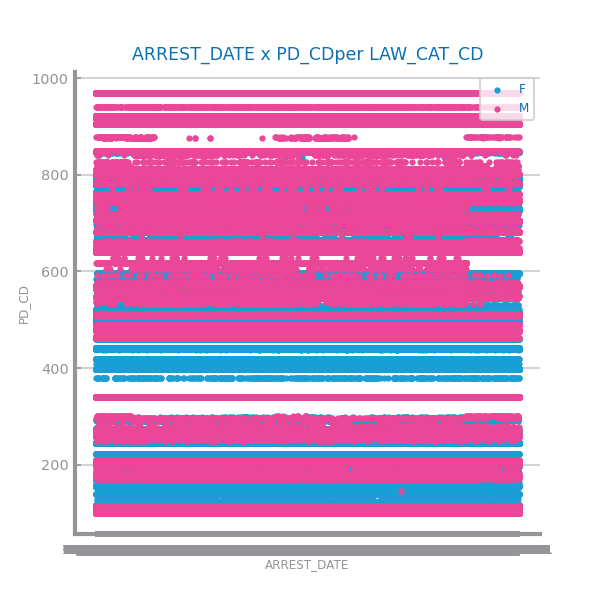 ARREST_DATE x PD_CDper LAW_CAT_CD
F
M
1000
800
600
400
200
PD_CD
ARREST_DATE